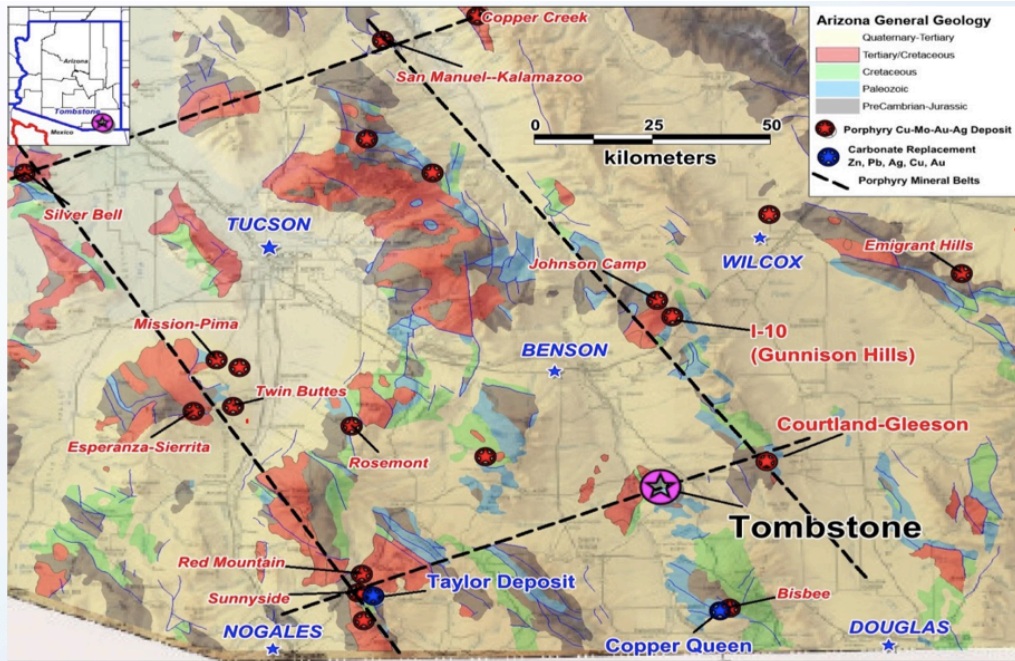 Copper Creek
San Manuel--Kalamazoo
Arizona
Tombstone
Mexico
Arizona General Geology
Quaternary-Tertiary
Tertiary/Cretaceous
Cretaceous
Paleozoic
PreCambrian-Jurassic
Porphyry Cu-Mo-Au-Ag Deposit
Carbonate Replacement
Zn, Pb, Ag, Cu, Au
Porphyry Mineral Belts
0 25 50
kilometers
Silver Bell
TUCSON
WILCOX
Emigrant Hills
Johnson Camp
I-10
(Gunnison Hills)
Mission-Pima
BENSON
Twin Buttes
Esperanza-Sierrita
Rosemont
Courtland-Gleeson
Tombstone
Red Mountain
Sunnyside
Taylor Deposit
NOGALES
Bisbee
Copper Queen
DOUGLAS